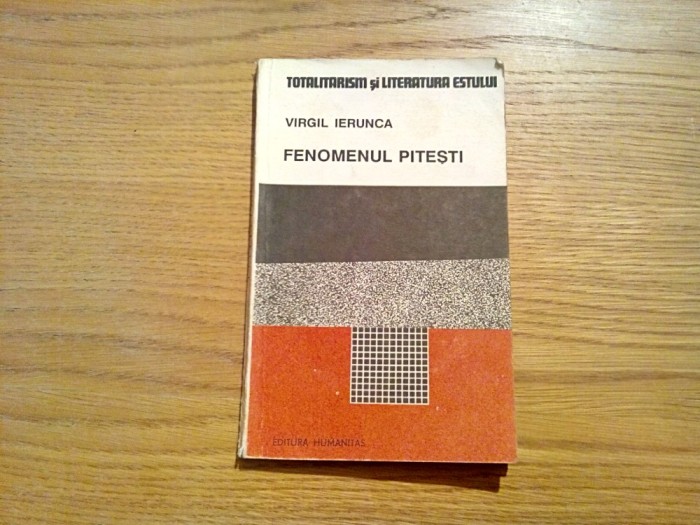 TOTALITARISM şi LITERATURA ESTULUI
VIRGIL IERUNCA
FENOMENUL PITEŞTI
EDITURA HUMANITAS